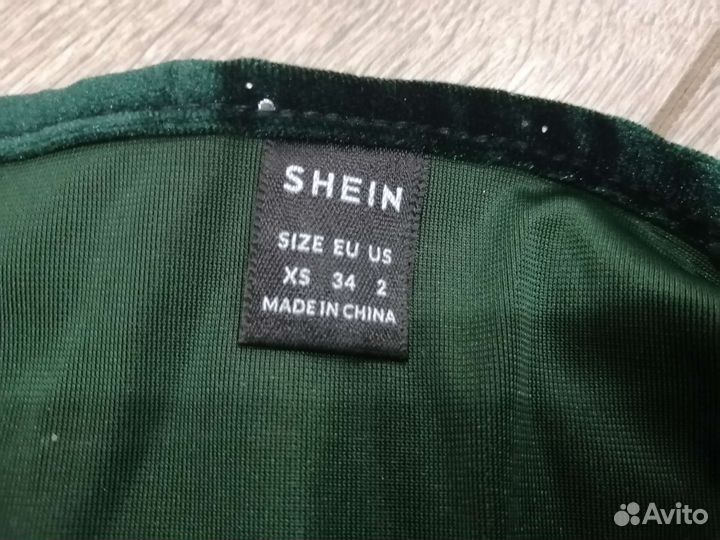 SHEIN
SIZE EU US
XS 34 2
MADE IN CHINA
Avito